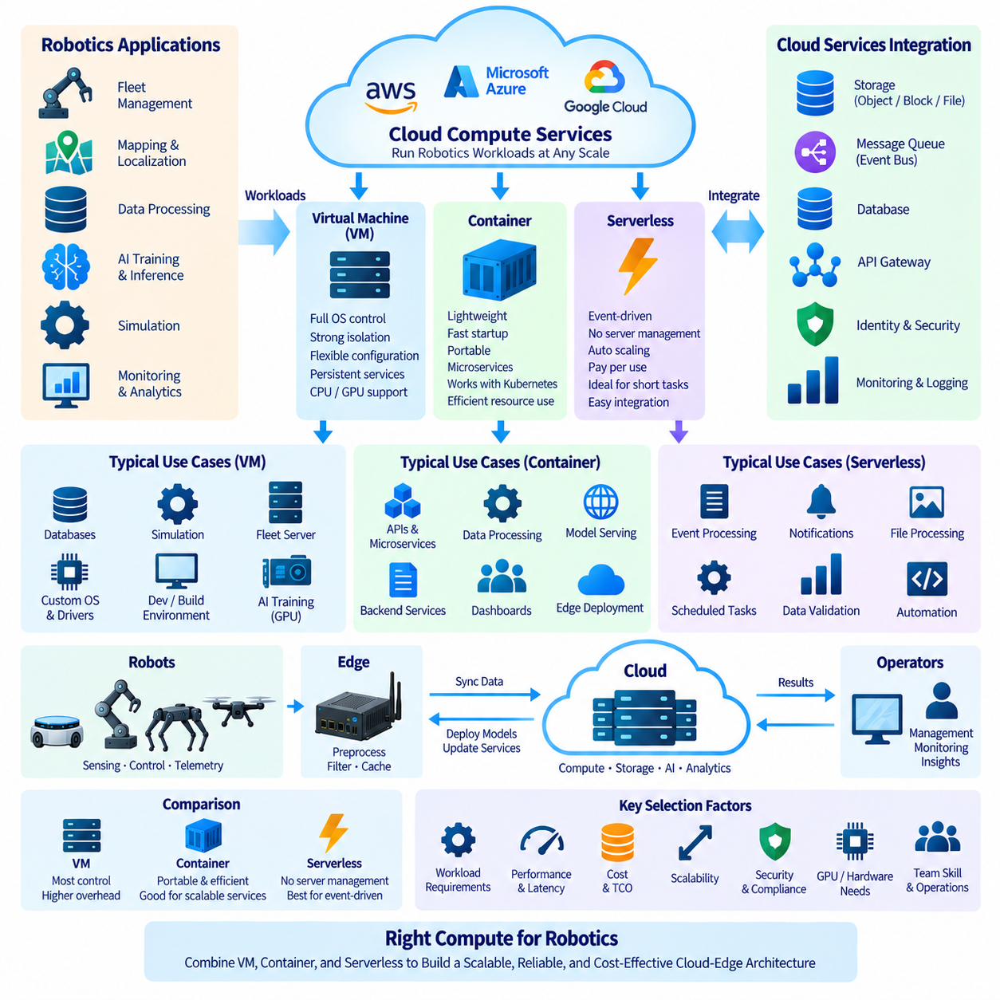 Robotics Applications
Fleet
Management
Mapping &
Localization
Data Processing
AI Training
& Inference
Simulation
Monitoring
& Analytics
aws
Microsoft
Azure
Google Cloud
Cloud Compute Services
Run Robotics Workloads at Any Scale
Cloud Services Integration
Storage
(Object / Block / File)
Message Queue
(Event Bus)
Database
API Gateway
Identity & Security
Monitoring & Logging
Workloads
Integrate
Virtual Machine
(VM)
Full OS control
Strong isolation
Flexible configuration
Persistent services
CPU / GPU support
Container
Lightweight
Fast startup
Portable
Microservices
Works with Kubernetes
Efficient resource use
Serverless
Event-driven
No server management
Auto scaling
Pay per use
Ideal for short tasks
Easy integration
Typical Use Cases (VM)
Databases
Simulation
Fleet Server
Custom OS
& Drivers
Dev / Build
Environment
AI Training
(GPU)
Typical Use Cases (Container)
APIs &
Microservices
Data Processing
Model Serving
Backend Services
Dashboards
Edge Deployment
Typical Use Cases (Serverless)
Event Processing
Notifications
File Processing
Scheduled Tasks
Data Validation
Automation
Robots
Sensing • Control • Telemetry
Edge
Preprocess
Filter • Cache
Sync Data
Deploy Models
Update Services
Cloud
Compute • Storage • AI • Analytics
Results
Operators
Management
Monitoring
Insights
Comparison
VM
Most control
Higher overhead
Container
Portable & efficient
Good for scalable services
Serverless
No server management
Best for event-driven
Key Selection Factors
Workload
Requirements
Performance
& Latency
Cost
& TCO
Scalability
Security
& Compliance
GPU / Hardware
Needs
Team Skill
& Operations
Right Compute for Robotics
Combine VM, Container, and Serverless to Build a Scalable, Reliable, and Cost-Effective Cloud-Edge Architecture